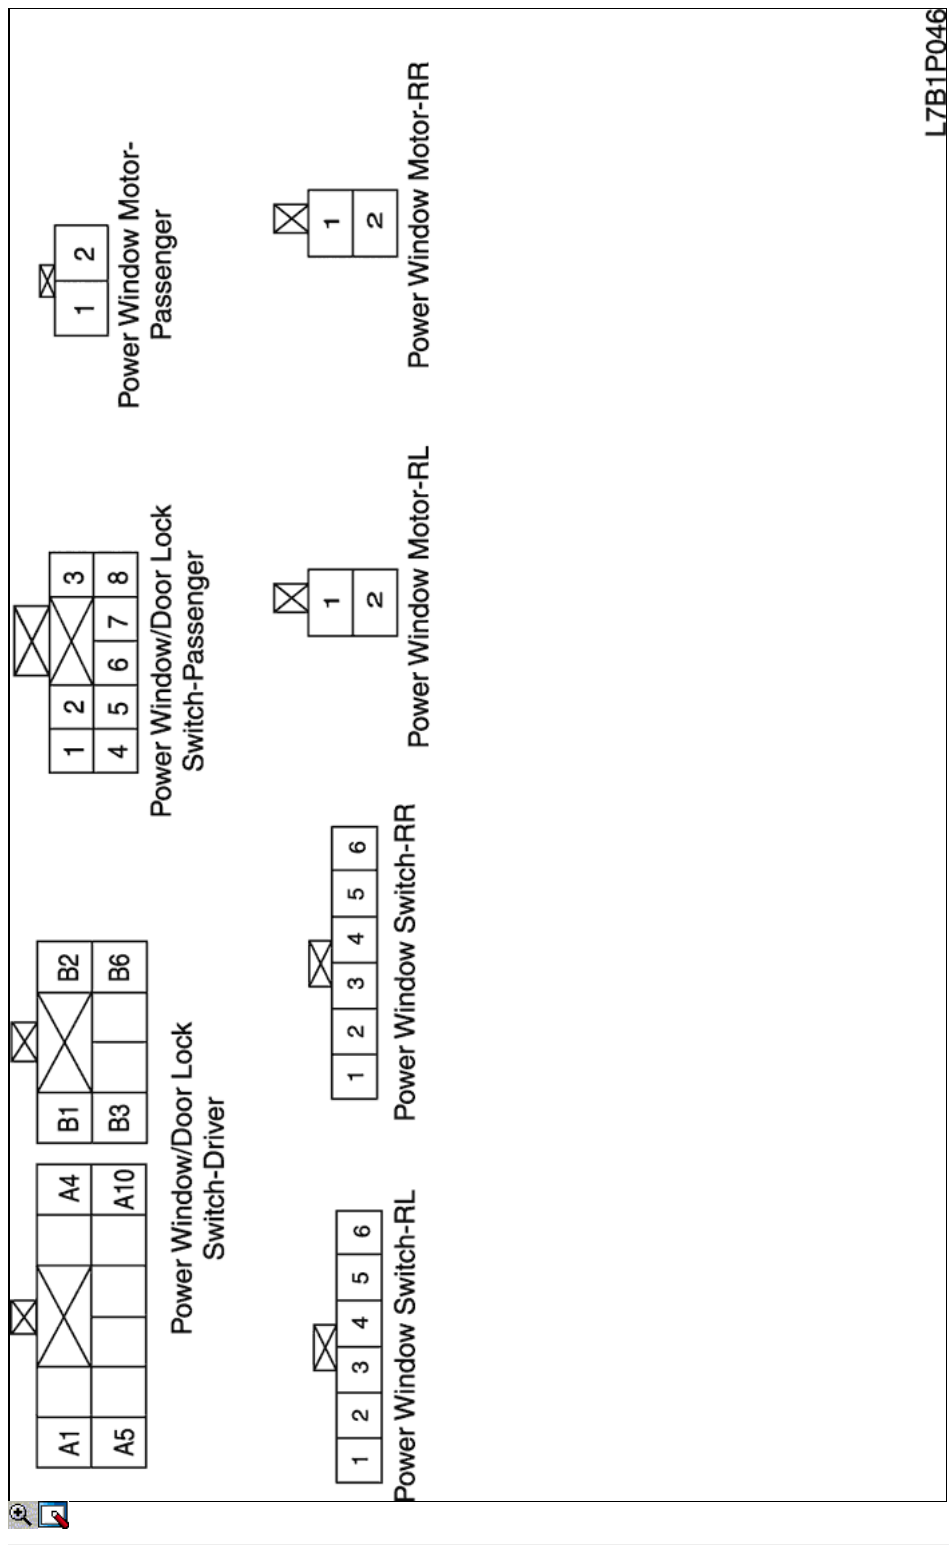 A1 A4
A5 A10
B1 B2
B3 B6
Power Window/Door Lock
Switch-Driver
1 2 3
4 5 6 7 8
Power Window/Door Lock
Switch-Passenger
1 2
Power Window Motor-
Passenger
1 2 3 4 5 6
Power Window Switch-RL
1 2 3 4 5 6
Power Window Switch-RR
1
2
Power Window Motor-RL
1
2
Power Window Motor-RR
L7B1P046